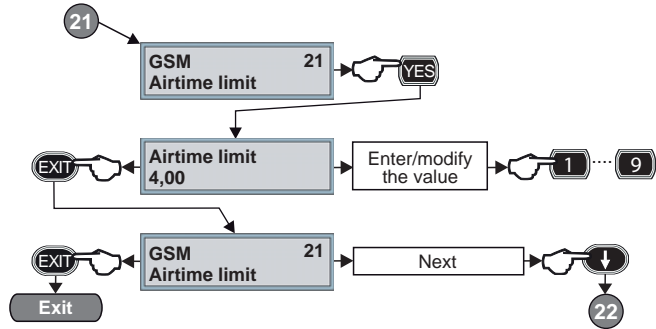 21
GSM 21
Airtime limit
YES
EXIT
Airtime limit
4,00
Enter/modify
the value
1 ···· 9
EXIT
GSM 21
Airtime limit
Next
Exit
22